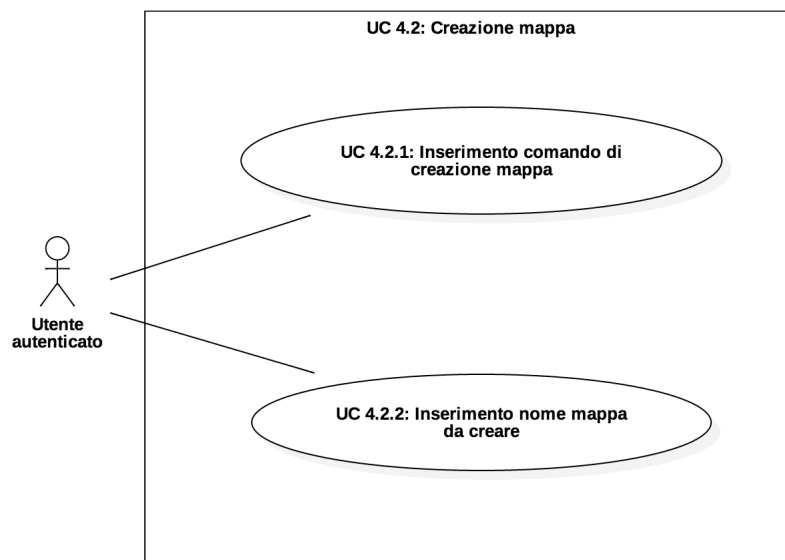 UC 4.2: Creazione mappa
UC 4.2.1: Inserimento comando di
creazione mappa
Utente
autenticato
UC 4.2.2: Inserimento nome mappa
da creare